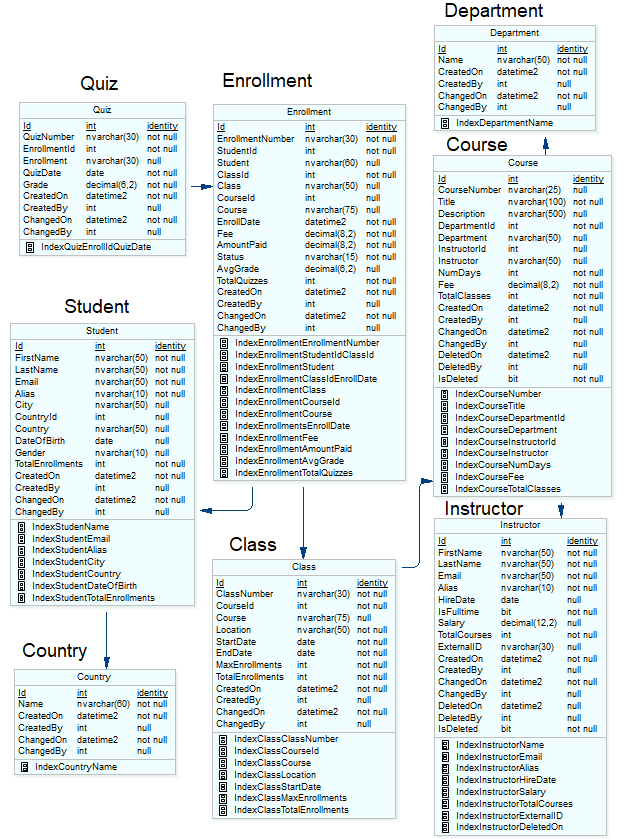 Department
Department
Id int identity
Name nvarchar(50) not null
CreatedOn datetime2 not null
CreatedBy int null
ChangedOn datetime2 not null
ChangedBy int null
IndexDepartmentName
Quiz
Quiz
Id int identity
QuizNumber nvarchar(30) not null
EnrollmentId int not null
Enrollment nvarchar(30) null
QuizDate date not null
Grade decimal(6,2) not null
CreatedOn datetime2 not null
CreatedBy int null
ChangedOn datetime2 not null
ChangedBy int null
IndexQuizEnrollIdQuizDate
Enrollment
Enrollment
Id int identity
EnrollmentNumber nvarchar(30) not null
StudentId int not null
Student nvarchar(60) null
ClassId int not null
Class nvarchar(50) null
CourseId int null
Course nvarchar(75) null
EnrollDate datetime2 not null
Fee decimal(8,2) not null
AmountPaid decimal(8,2) not null
Status nvarchar(15) not null
AvgGrade decimal(6,2) null
TotalQuizzes int not null
CreatedOn datetime2 not null
CreatedBy int null
ChangedOn datetime2 not null
ChangedBy int null
IndexEnrollmentEnrollmentNumber
IndexEnrollmentStudentIdClassId
IndexEnrollmentStudent
IndexEnrollmentClassIdEnrollDate
IndexEnrollmentClass
IndexEnrollmentCourseId
IndexEnrollmentCourse
IndexEnrollmentsEnrollDate
IndexEnrollmentFee
IndexEnrollmentAmountPaid
IndexEnrollmentAvgGrade
IndexEnrollmentTotalQuizzes
Course
Course
Id int identity
CourseNumber nvarchar(25) null
Title nvarchar(100) not null
Description nvarchar(500) null
DepartmentId int not null
Department nvarchar(50) null
InstructorId int null
Instructor nvarchar(50) null
NumDays int not null
Fee decimal(8,2) not null
TotalClasses int not null
CreatedOn datetime2 not null
CreatedBy int null
ChangedOn datetime2 not null
ChangedBy int null
DeletedOn datetime2 null
DeletedBy int null
IsDeleted bit not null
IndexCourseNumber
IndexCourseTitle
IndexCourseDepartmentId
IndexCourseDepartment
IndexCourseInstructorId
IndexCourseInstructor
IndexCourseNumDays
IndexCourseFee
IndexCourseTotalClasses
Student
Student
Id int identity
FirstName nvarchar(50) not null
LastName nvarchar(50) not null
Email nvarchar(50) not null
Alias nvarchar(10) not null
City nvarchar(50) null
CountryId int null
Country nvarchar(50) null
DateOfBirth date null
Gender nvarchar(10) null
TotalEnrollments int not null
CreatedOn datetime2 not null
CreatedBy int null
ChangedOn datetime2 not null
ChangedBy int null
IndexStudenName
IndexStudentEmail
IndexStudentAlias
IndexStudentCity
IndexStudentCountry
IndexStudentDateOfBirth
IndexStudentTotalEnrollments
Class
Class
Id int identity
ClassNumber nvarchar(30) not null
CourseId int not null
Course nvarchar(75) null
Location nvarchar(50) not null
StartDate date not null
EndDate date not null
MaxEnrollments int not null
TotalEnrollments int not null
CreatedOn datetime2 not null
CreatedBy int null
ChangedOn datetime2 not null
ChangedBy int null
IndexClassClassNumber
IndexClassCourseId
IndexClassCourse
IndexClassLocation
IndexClassStartDate
IndexClassMaxEnrollments
IndexClassTotalEnrollments
Instructor
Instructor
Id int identity
FirstName nvarchar(50) not null
LastName nvarchar(50) not null
Email nvarchar(50) not null
Alias nvarchar(10) not null
HireDate date null
IsFulltime bit not null
Salary decimal(12,2) null
TotalCourses int not null
ExternalID nvarchar(30) null
CreatedOn datetime2 not null
CreatedBy int null
ChangedOn datetime2 not null
ChangedBy int null
DeletedOn datetime2 null
DeletedBy int null
IsDeleted bit not null
IndexInstructorName
IndexInstructorEmail
IndexInstructorAlias
IndexInstructorHireDate
IndexInstructorSalary
IndexInstructorTotalCourses
IndexInstructorExternalID
IndexInstructorDeletedOn
Country
Country
Id int identity
Name nvarchar(60) not null
CreatedOn datetime2 not null
CreatedBy int null
ChangedOn datetime2 not null
ChangedBy int null
IndexCountryName